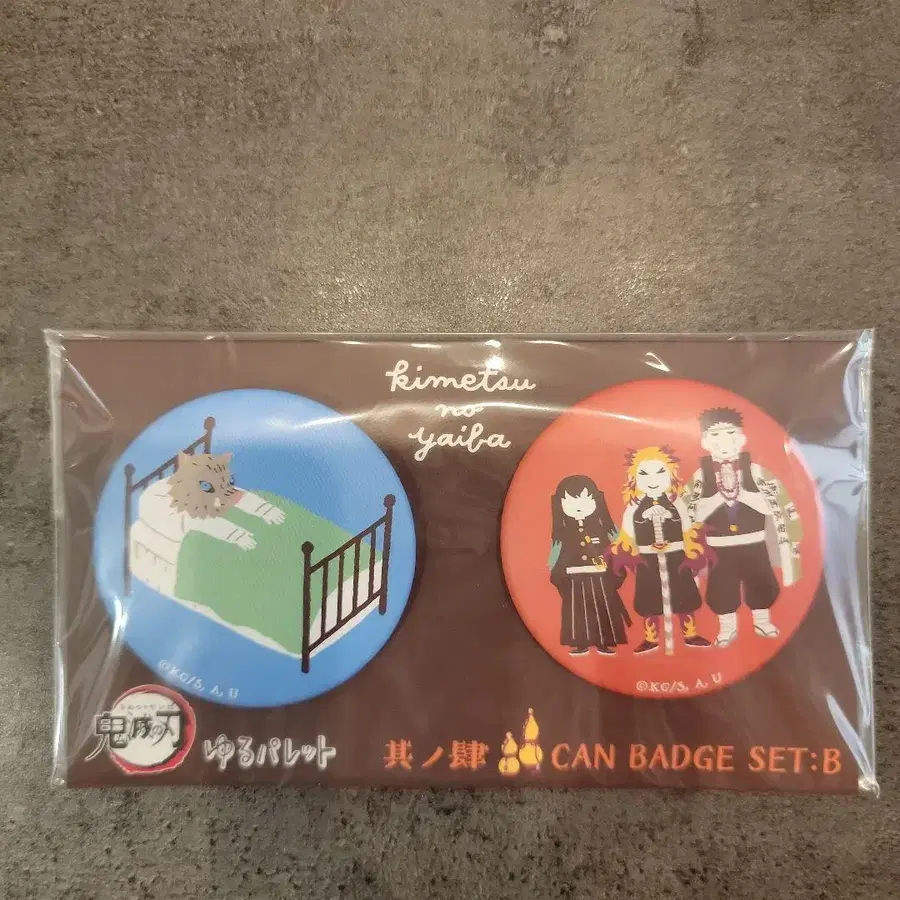 kimetsu
no
yaiba
©KG/S, A, U
©KG/S, A, U
鬼滅の刃
ゆるパレット
其ノ肆 CAN BADGE SET:B